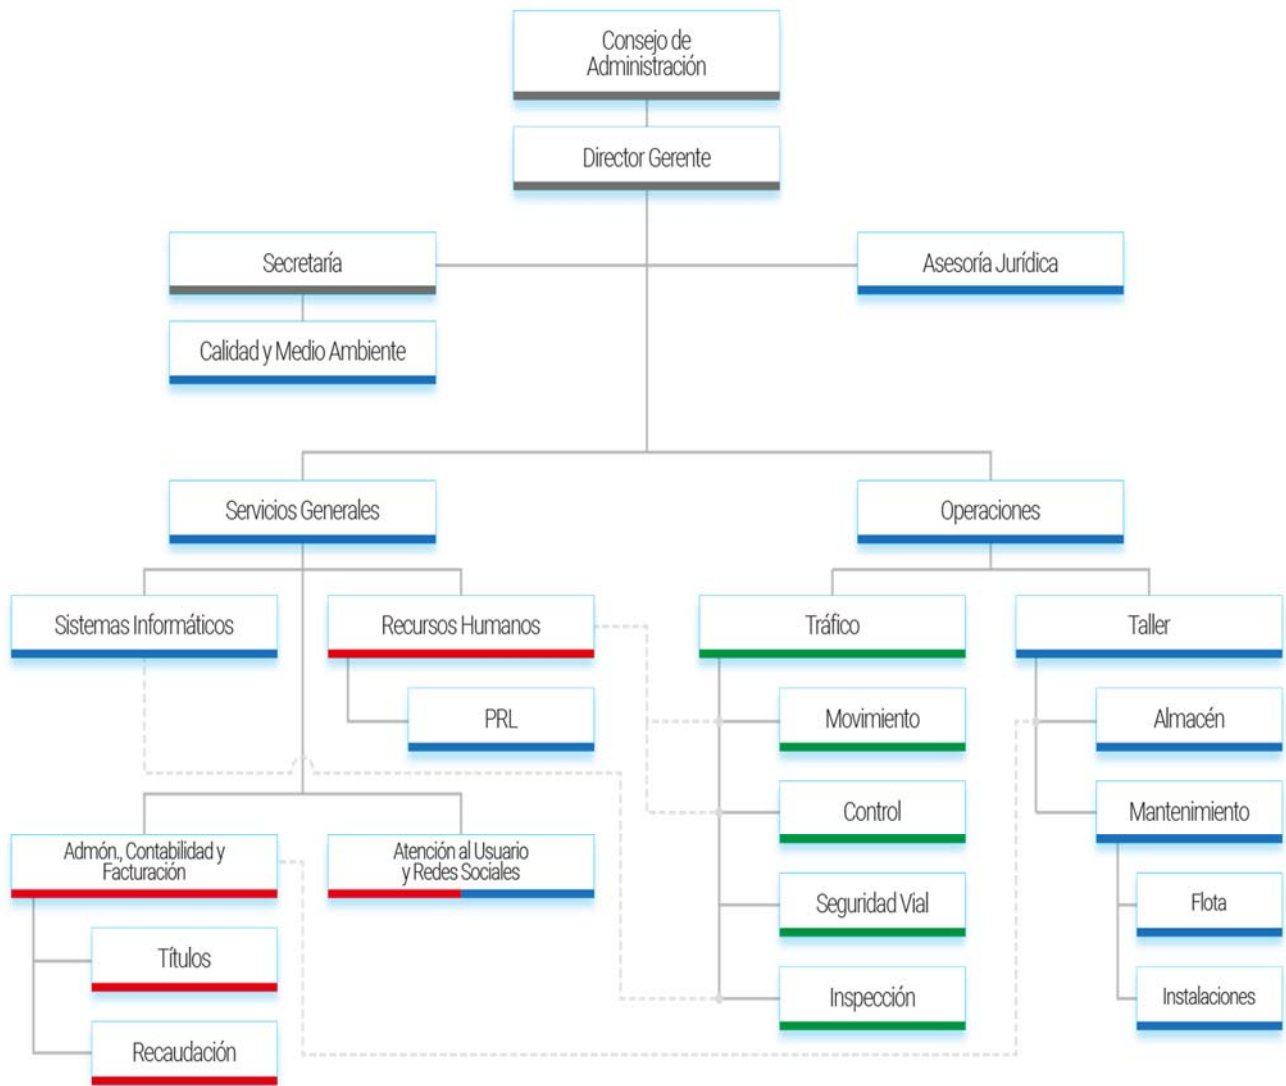 Consejo de
Administración
Director Gerente
Secretaría
Asesoría Jurídica
Calidad y Medio Ambiente
Servicios Generales
Operaciones
Sistemas Informáticos
Recursos Humanos
Tráfico
Taller
PRL
Movimiento
Almacén
Control
Mantenimiento
Admón., Contabilidad y
Facturación
Atención al Usuario
y Redes Sociales
Seguridad Vial
Flota
Títulos
Inspección
Instalaciones
Recaudación